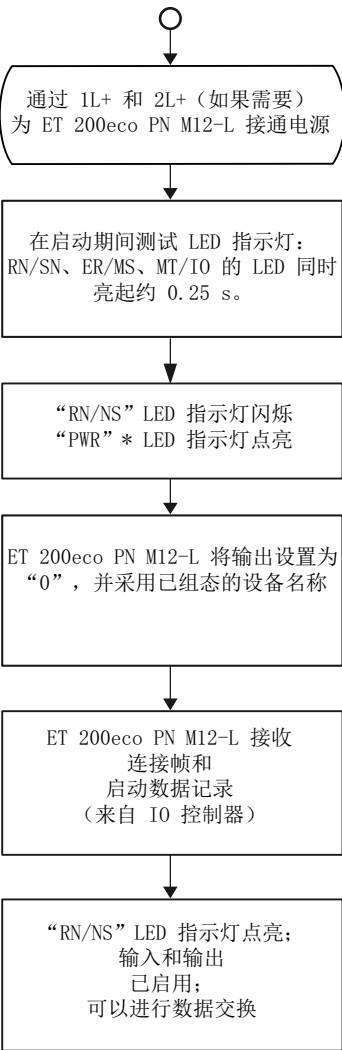 通过 1L+ 和 2L+（如果需要）
为 ET 200eco PN M12-L 接通电源
在启动期间测试 LED 指示灯：
RN/SN、ER/MS、MT/IO 的 LED 同时
亮起约 0.25 s。
“RN/NS”LED 指示灯闪烁
“PWR”* LED 指示灯点亮
ET 200eco PN M12-L 将输出设置为
“0”，并采用已组态的设备名称
ET 200eco PN M12-L 接收
连接帧和
启动数据记录
（来自 IO 控制器）
“RN/NS”LED 指示灯点亮；
输入和输出
已启用；
可以进行数据交换